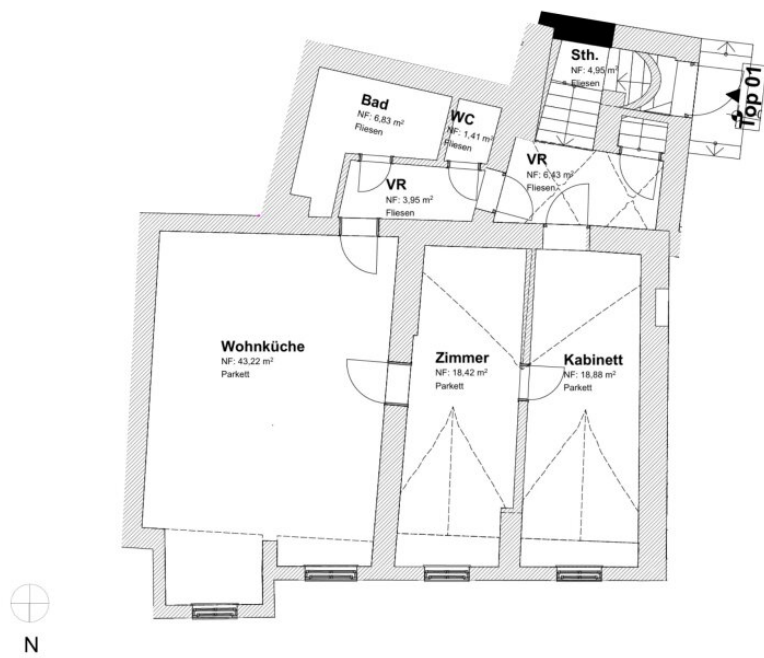 Sth.
NF: 4,95 m²
Fliesen
Top 01
Bad
NF: 6,83 m²
Fliesen
WC
NF: 1,41 m²
Fliesen
VR
NF: 6,43 m²
Fliesen
VR
NF: 3,95 m²
Fliesen
Wohnküche
NF: 43,22 m²
Parkett
Zimmer
NF: 18,42 m²
Parkett
Kabinett
NF: 18,88 m²
Parkett
N